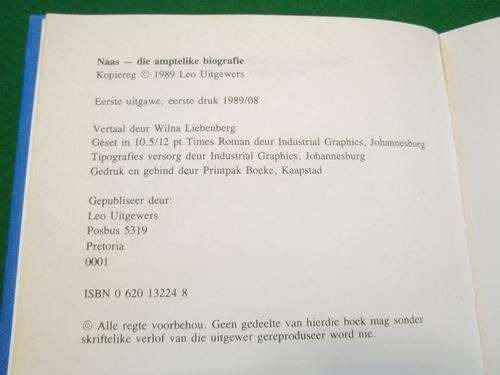 Naas — die amptelike biografie
Kopiereg © 1989 Leo Uitgewers
Eerste uitgawe, eerste druk 1989/08
Vertaal deur Wilna Liebenberg
Geset in 10.5/12 pt Times Roman deur Industrial Graphics, Johannesburg
Tipografies versorg deur Industrial Graphics, Johannesburg
Gedruk en gebind deur Printpak Boeke, Kaapstad
Gepubliseer deur:
Leo Uitgewers
Posbus 5319
Pretoria
0001
ISBN 0 620 13224 8
© Alle regte voorbehou. Geen gedeelte van hierdie boek mag sonder
skriftelike verlof van die uitgewer gereproduseer word nie.